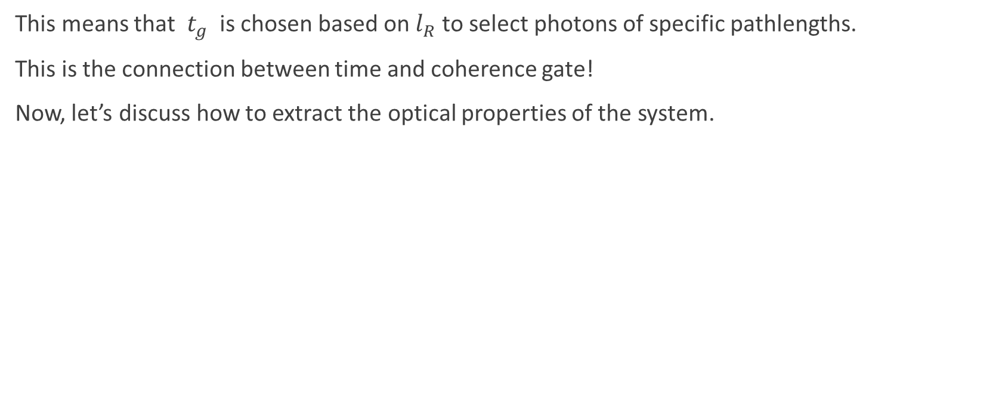 This means that t_g is chosen based on l_R to select photons of specific pathlengths.
This is the connection between time and coherence gate!
Now, let’s discuss how to extract the optical properties of the system.